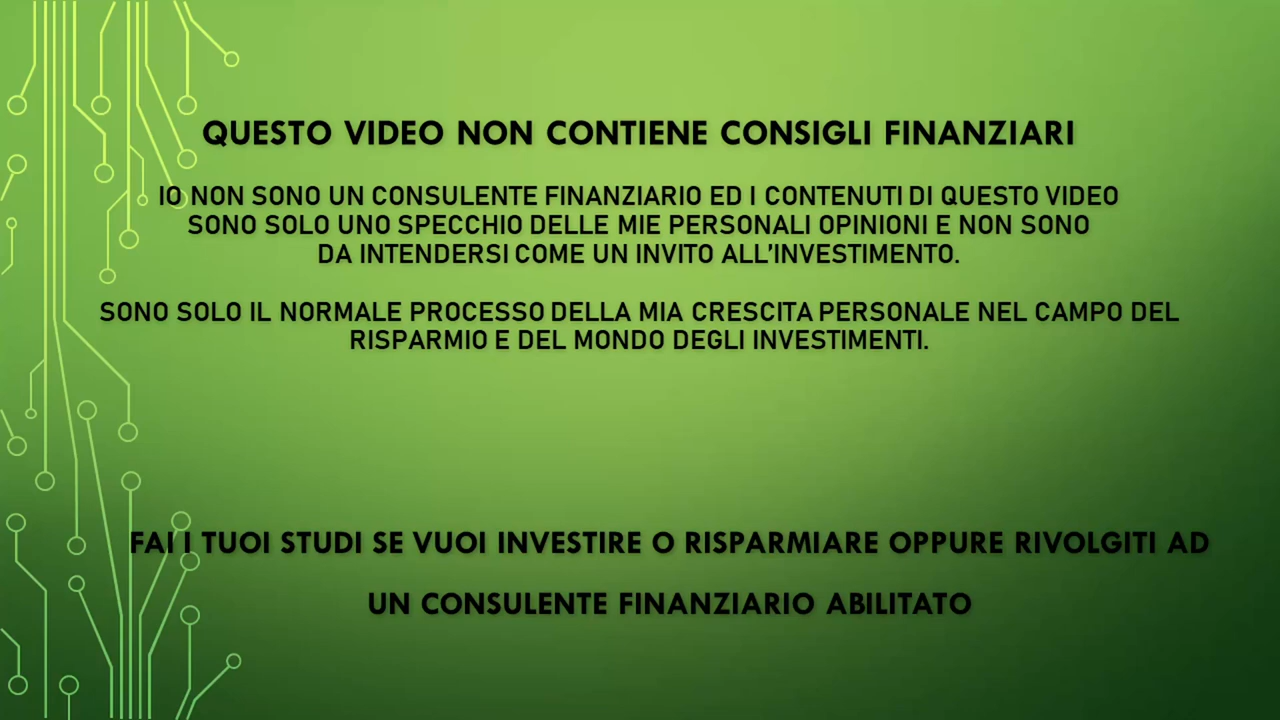 QUESTO VIDEO NON CONTIENE CONSIGLI FINANZIARI
IO NON SONO UN CONSULENTE FINANZIARIO ED I CONTENUTI DI QUESTO VIDEO
SONO SOLO UNO SPECCHIO DELLE MIE PERSONALI OPINIONI E NON SONO
DA INTENDERSI COME UN INVITO ALL'INVESTIMENTO.
SONO SOLO IL NORMALE PROCESSO DELLA MIA CRESCITA PERSONALE NEL CAMPO DEL
RISPARMIO E DEL MONDO DEGLI INVESTIMENTI.
FAI I TUOI STUDI SE VUOI INVESTIRE O RISPARMIARE OPPURE RIVOLGITI AD
UN CONSULENTE FINANZIARIO ABILITATO